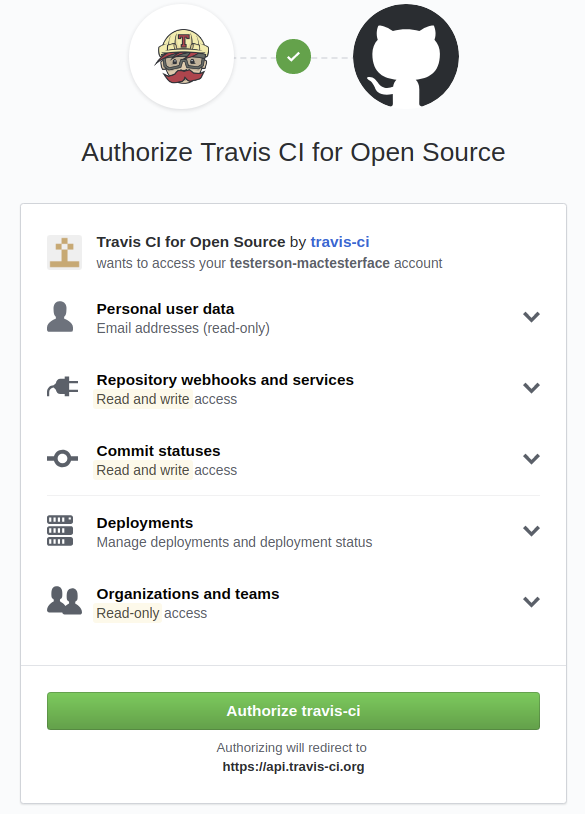 T
Authorize Travis CI for Open Source
Travis CI for Open Source by travis-ci
wants to access your testerson-mactesterface account
Personal user data
Email addresses (read-only)
Repository webhooks and services
Read and write access
Commit statuses
Read and write access
Deployments
Manage deployments and deployment status
Organizations and teams
Read-only access
Authorize travis-ci
Authorizing will redirect to
https://api.travis-ci.org